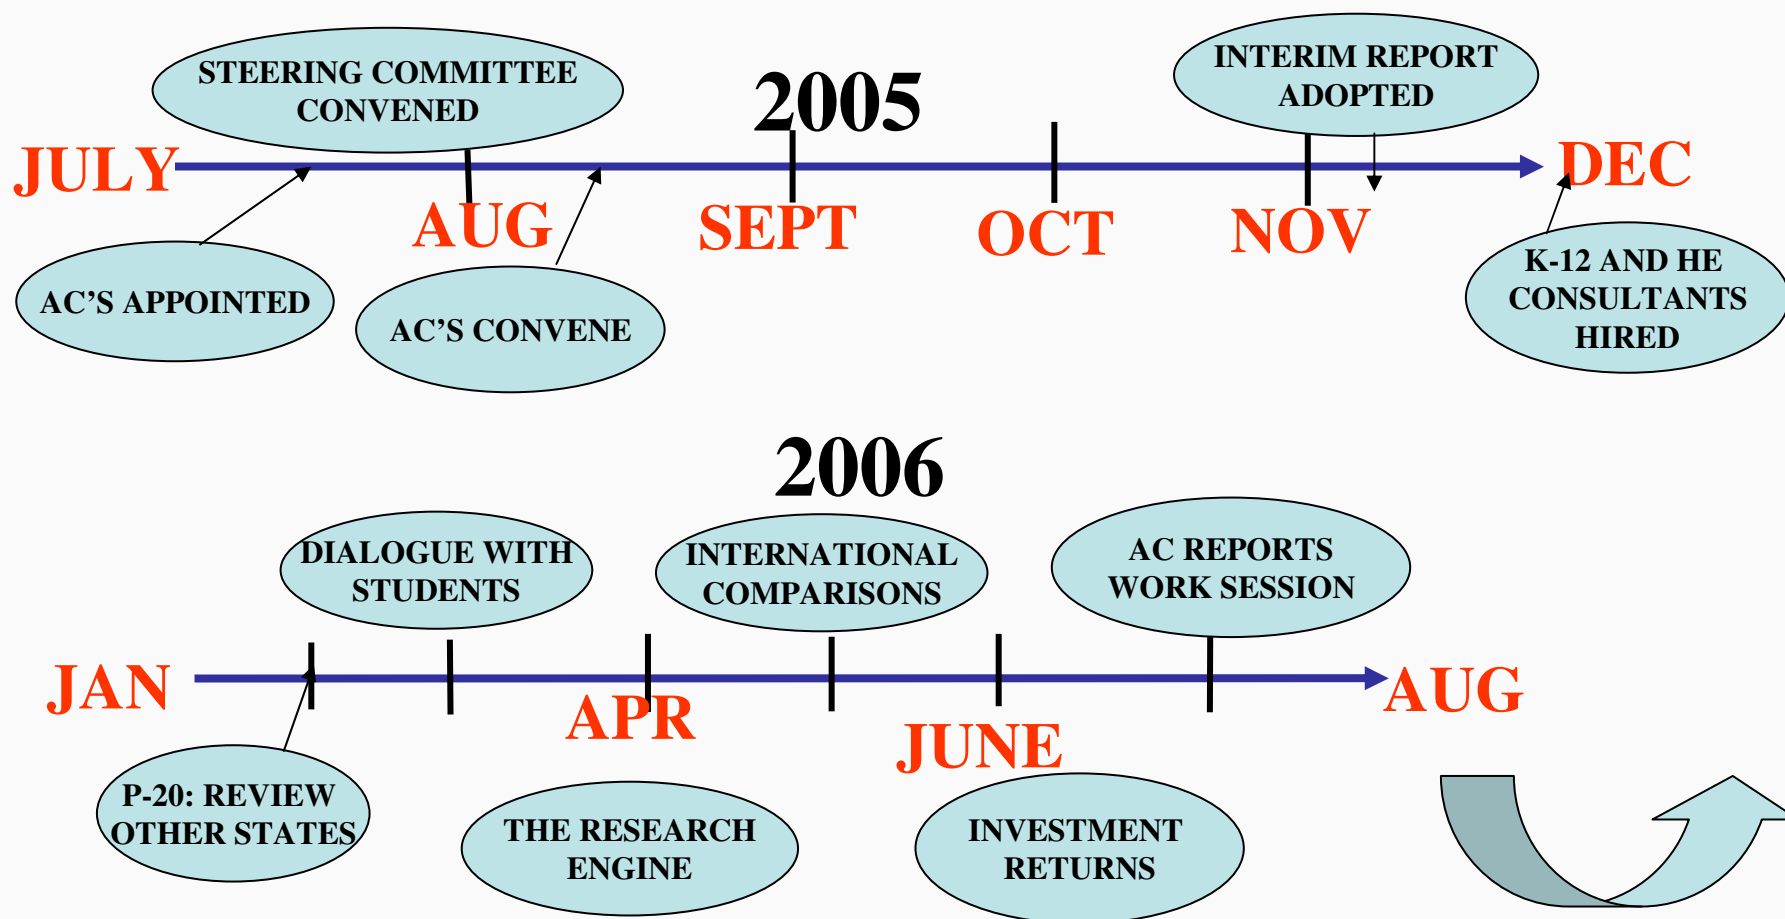 2005
STEERING COMMITTEE
CONVENED
INTERIM REPORT
ADOPTED
JULY
AUG
SEPT
OCT
NOV
DEC
AC’S APPOINTED
AC’S CONVENE
K-12 AND HE
CONSULTANTS
HIRED
2006
DIALOGUE WITH
STUDENTS
INTERNATIONAL
COMPARISONS
AC REPORTS
WORK SESSION
JAN
APR
JUNE
AUG
P-20: REVIEW
OTHER STATES
THE RESEARCH
ENGINE
INVESTMENT
RETURNS